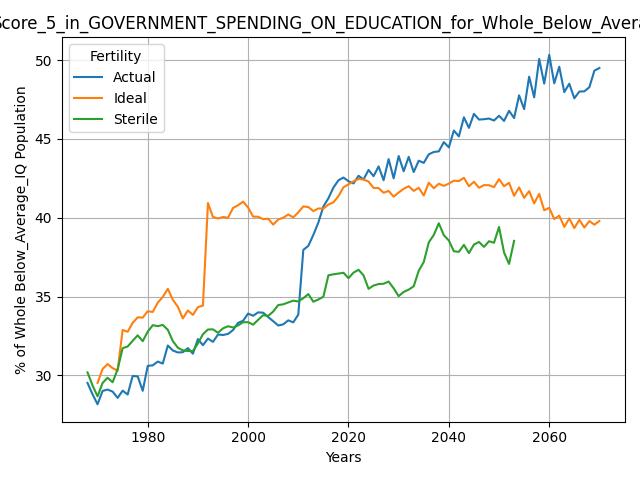 Score_5_in_GOVERNMENT_SPENDING_ON_EDUCATION_for_Whole_Below_Avera
Fertility
Actual
Ideal
Sterile
% of Whole Below_Average_IQ Population
50
45
40
35
30
1980 2000 2020 2040 2060
Years